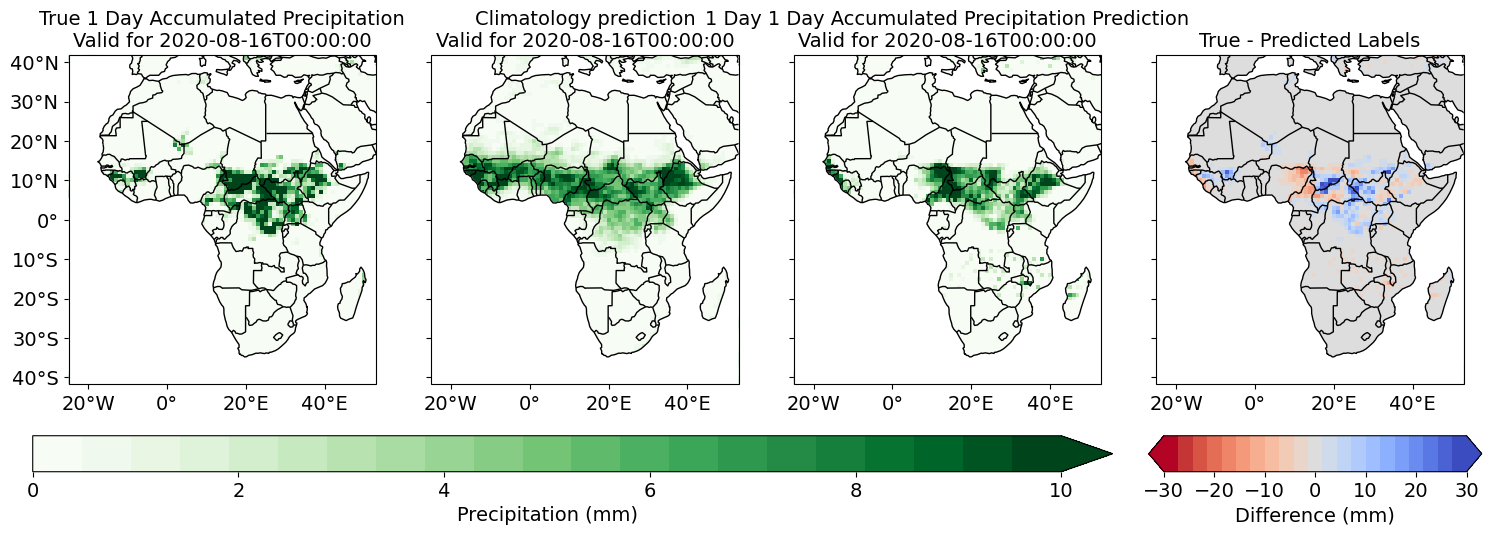 True 1 Day Accumulated Precipitation
Valid for 2020-08-16T00:00:00
Climatology prediction
Valid for 2020-08-16T00:00:00
1 Day 1 Day Accumulated Precipitation Prediction
Valid for 2020-08-16T00:00:00
True - Predicted Labels
40°N
30°N
20°N
10°N
0°
10°S
20°S
30°S
40°S
20°W 0° 20°E 40°E
20°W 0° 20°E 40°E
20°W 0° 20°E 40°E
20°W 0° 20°E 40°E
0 2 4 6 8 10
Precipitation (mm)
−30 −20 −10 0 10 20 30
Difference (mm)